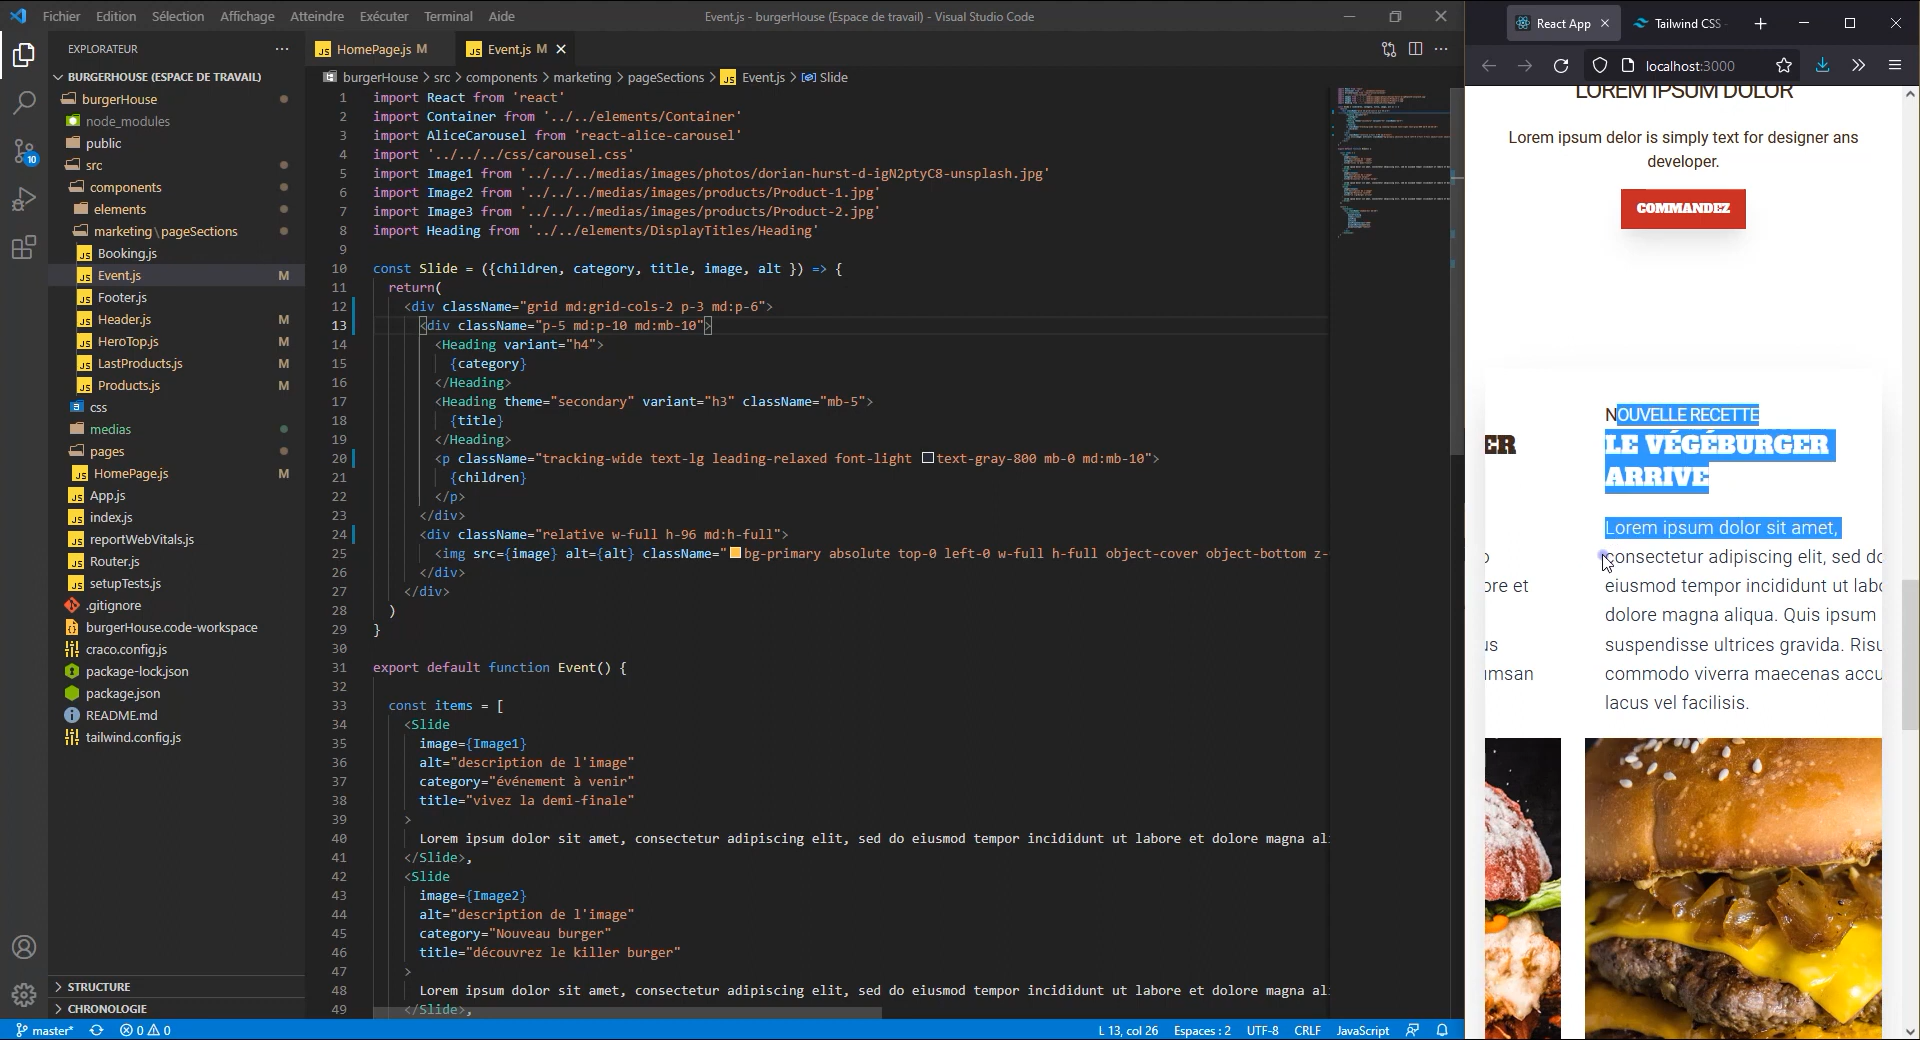 Fichier Edition Sélection Affichage Atteindre Exécuter Terminal Aide
Event.js - burgerHouse (Espace de travail) - Visual Studio Code
EXPLORATEUR
BURGERHOUSE (ESPACE DE TRAVAIL)
burgerHouse
node_modules
public
src
components
elements
marketing\pageSections
Booking.js
Event.js M
Footer.js
Header.js M
HeroTop.js M
LastProducts.js M
Products.js M
css
medias
pages
HomePage.js M
App.js
index.js
reportWebVitals.js
Router.js
setupTests.js
.gitignore
burgerHouse.code-workspace
craco.config.js
package-lock.json
package.json
README.md
tailwind.config.js
STRUCTURE
CHRONOLOGIE
10
HomePage.js M
Event.js M
burgerHouse > src > components > marketing > pageSections > Event.js > Slide
1 import React from 'react'
2 import Container from '../../elements/Container'
3 import AliceCarousel from 'react-alice-carousel'
4 import '../../../css/carousel.css'
5 import Image1 from '../../../medias/images/photos/dorian-hurst-d-igN2ptyC8-unsplash.jpg'
6 import Image2 from '../../../medias/images/products/Product-1.jpg'
7 import Image3 from '../../../medias/images/products/Product-2.jpg'
8 import Heading from '../../elements/DisplayTitles/Heading'
9
10 const Slide = ({children, category, title, image, alt }) => {
11 return(
12 <div className="grid md:grid-cols-2 p-3 md:p-6">
13 <div className="p-5 md:p-10 md:mb-10">
14 <Heading variant="h4">
15 {category}
16 </Heading>
17 <Heading theme="secondary" variant="h3" className="mb-5">
18 {title}
19 </Heading>
20 <p className="tracking-wide text-lg leading-relaxed font-light text-gray-800 mb-0 md:mb-10">
21 {children}
22 </p>
23 </div>
24 <div className="relative w-full h-96 md:h-full">
25 <img src={image} alt={alt} className="bg-primary absolute top-0 left-0 w-full h-full object-cover object-bottom z-
26 </div>
27 </div>
28 )
29 }
30
31 export default function Event() {
32
33 const items = [
34 <Slide
35 image={Image1}
36 alt="description de l'image"
37 category="événement à venir"
38 title="vivez la demi-finale"
39 >
40 Lorem ipsum dolor sit amet, consectetur adipiscing elit, sed do eiusmod tempor incididunt ut labore et dolore magna al
41 </Slide>,
42 <Slide
43 image={Image2}
44 alt="description de l'image"
45 category="Nouveau burger"
46 title="découvrez le killer burger"
47 >
48 Lorem ipsum dolor sit amet, consectetur adipiscing elit, sed do eiusmod tempor incididunt ut labore et dolore magna al
49 </Slide>,
master* 0 0
L 13, col 26 Espaces : 2 UTF-8 CRLF JavaScript
React App
Tailwind CSS
localhost:3000
LOREM IPSUM DOLOR
Lorem ipsum delor is simply text for designer ans
developer.
COMMANDEZ
NOUVELLE RECETTE
ER LE VÉGÉBURGER
ARRIVE
Lorem ipsum dolor sit amet,
consectetur adipiscing elit, sed do
ore et eiusmod tempor incididunt ut labo
dolore magna aliqua. Quis ipsum
us suspendisse ultrices gravida. Risu
umsan commodo viverra maecenas accu
lacus vel facilisis.